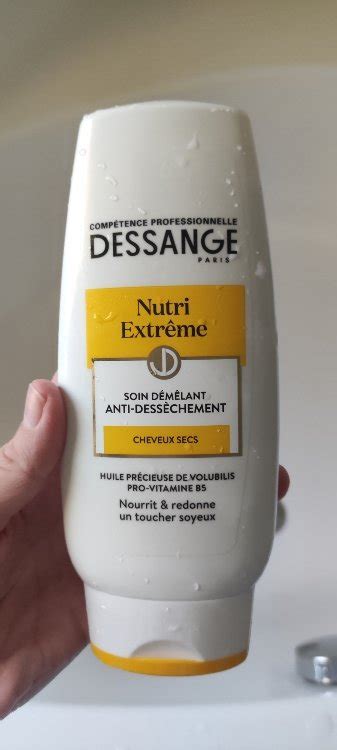 COMPÉTENCE PROFESSIONNELLE
DESSANGE
PARIS
Nutri
Extrême
SOIN DÉMÊLANT
ANTI-DESSÈCHEMENT
CHEVEUX SECS
HUILE PRÉCIEUSE DE VOLUBILIS
PRO-VITAMINE B5
Nourrit & redonne
un toucher soyeux